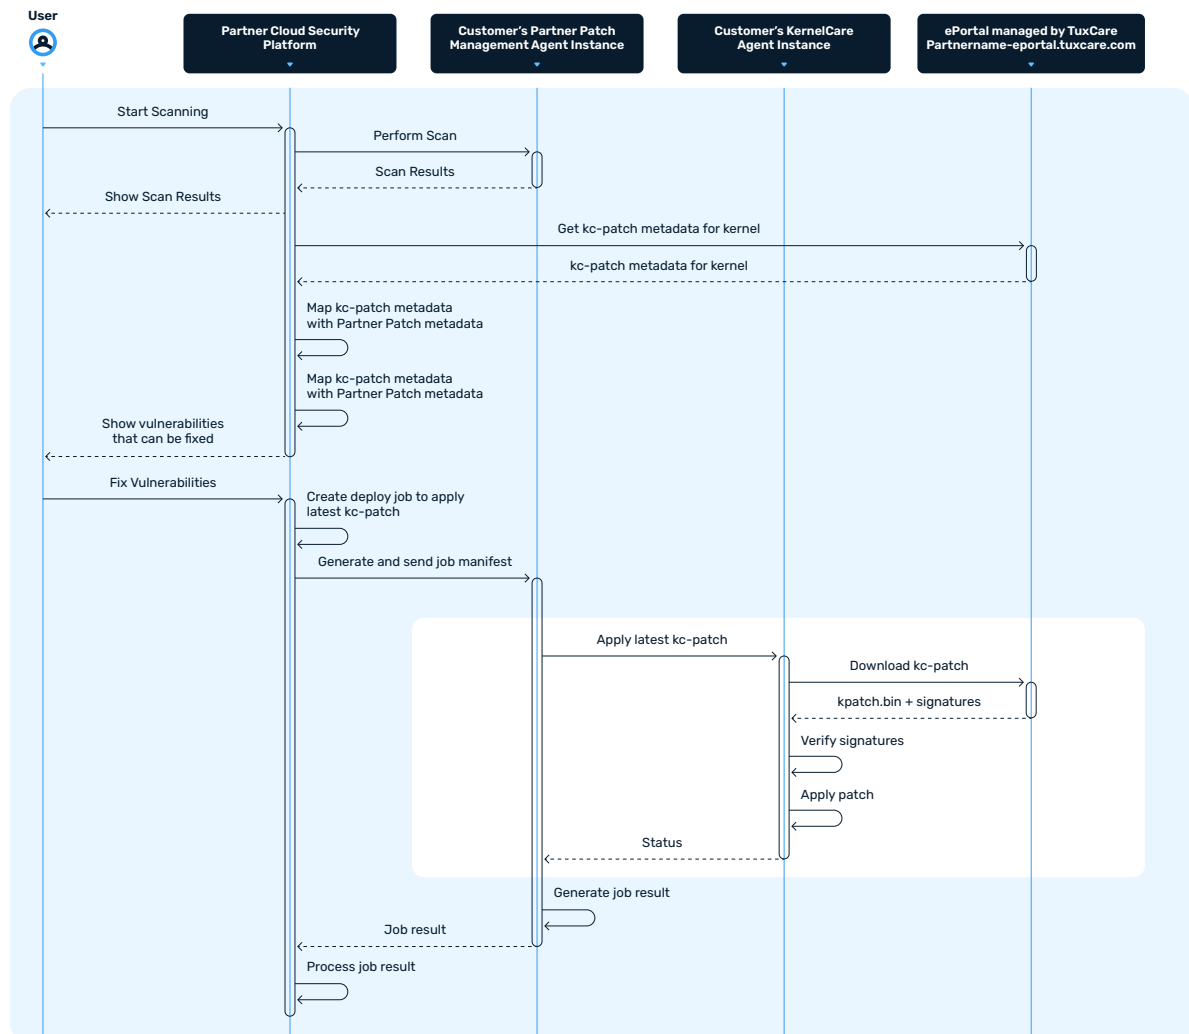 User
Partner Cloud Security
Platform
Customer’s Partner Patch
Management Agent Instance
Customer’s KernelCare
Agent Instance
ePortal managed by TuxCare
Partnername-eportal.tuxcare.com
Start Scanning
Perform Scan
Scan Results
Show Scan Results
Get kc-patch metadata for kernel
kc-patch metadata for kernel
Map kc-patch metadata
with Partner Patch metadata
Map kc-patch metadata
with Partner Patch metadata
Show vulnerabilities
that can be fixed
Fix Vulnerabilities
Create deploy job to apply
latest kc-patch
Generate and send job manifest
Apply latest kc-patch
Download kc-patch
kpatch.bin + signatures
Verify signatures
Apply patch
Status
Generate job result
Job result
Process job result